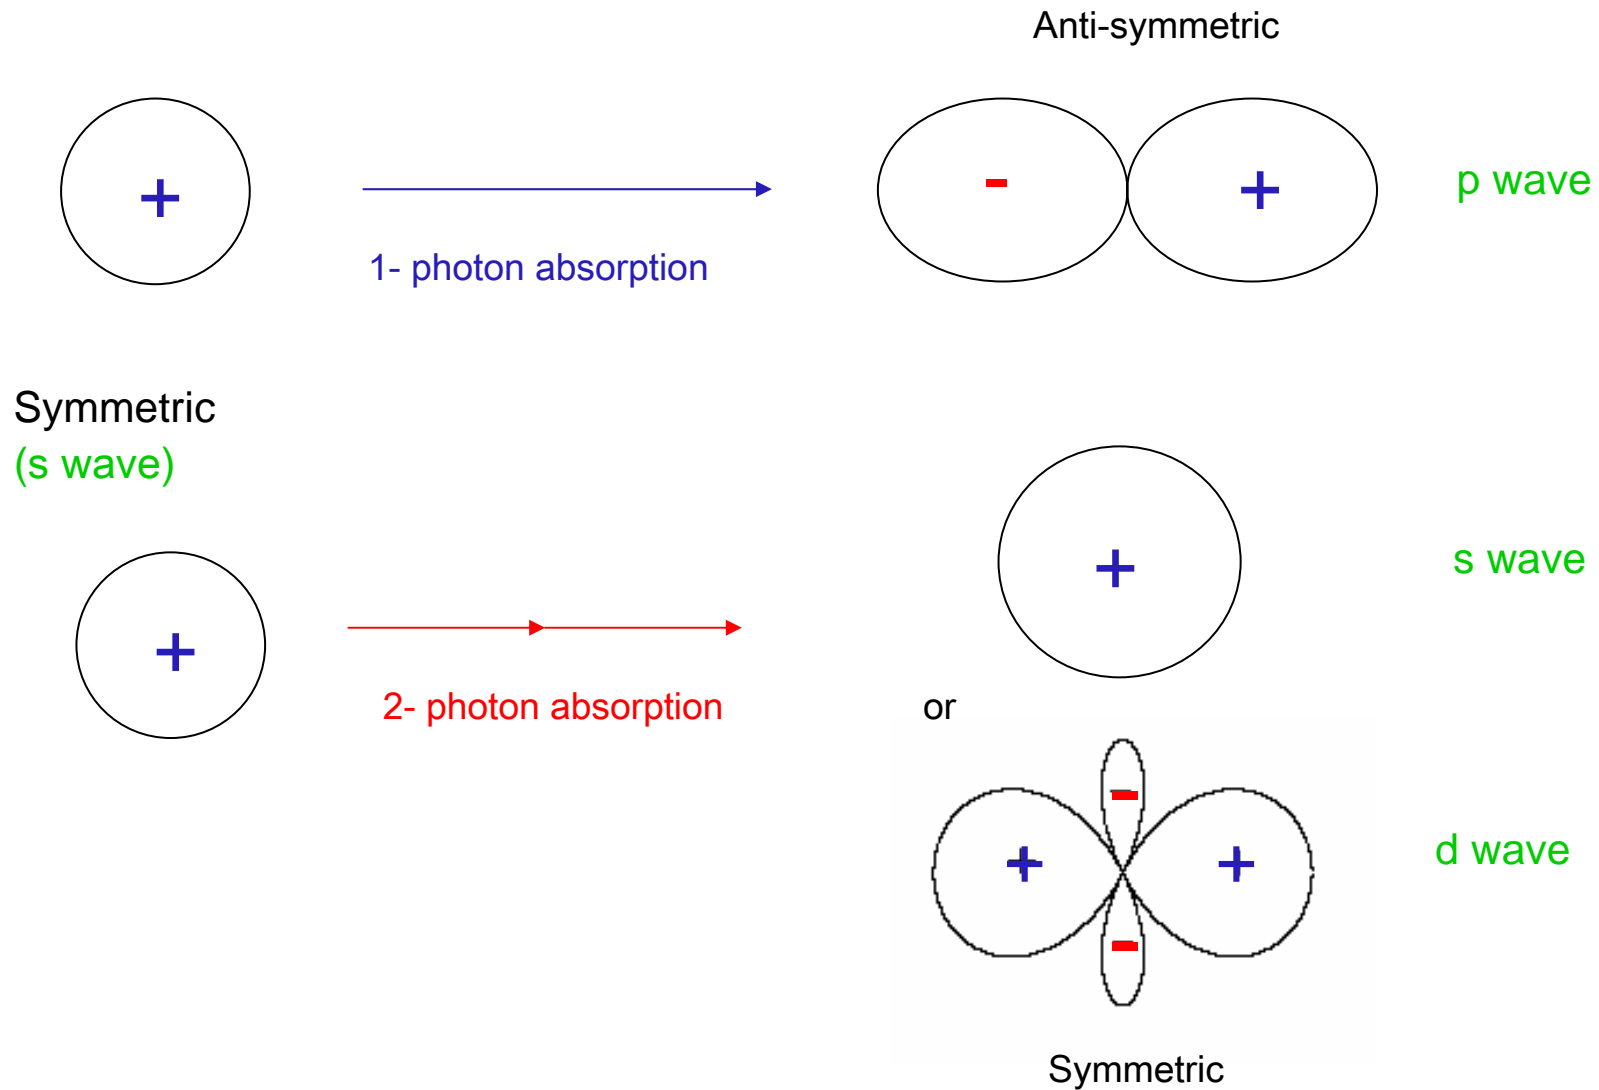 Anti-symmetric
+
-
+
p wave
1- photon absorption
Symmetric
(s wave)
+
+
s wave
2- photon absorption
or
-
+
+
d wave
-
Symmetric